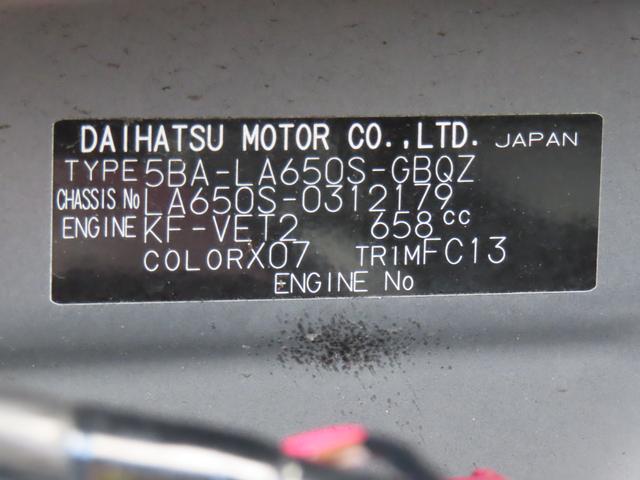 DAIHATSU MOTOR CO.,LTD. JAPAN
TYPE 5BA-LA650S-GBQZ
CHASSIS No LA650S-0312179
ENGINE KF-VET2 658cc
COLOR X07 TRIM FC13
ENGINE No